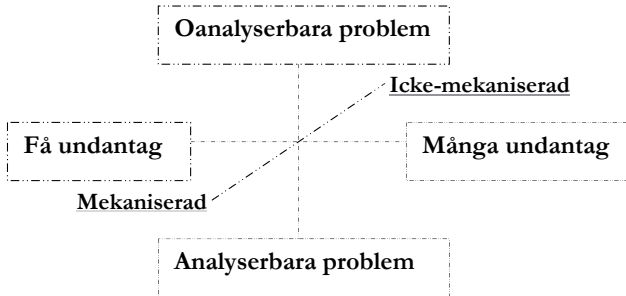 Oanalyserbara problem
Icke-mekaniserad
Få undantag
Många undantag
Mekaniserad
Analyserbara problem